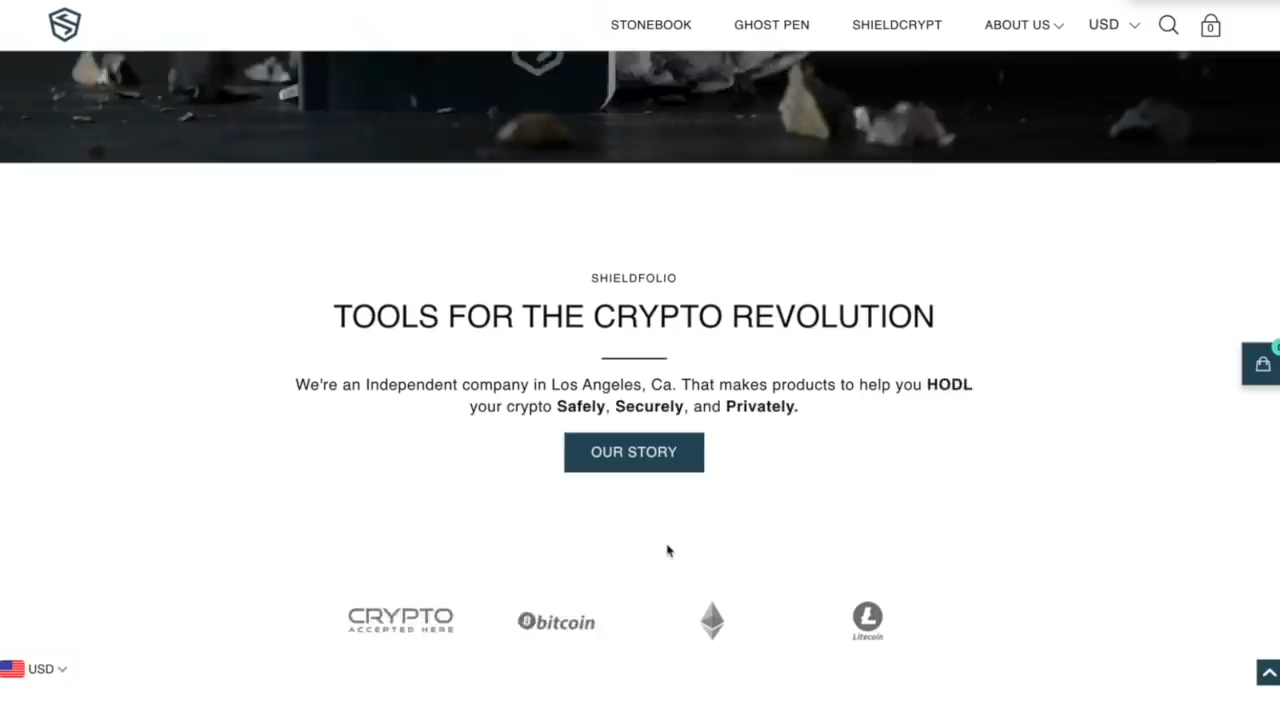 STONEBOOK GHOST PEN SHIELDCRYPT ABOUT US USD 0
SHIELDFOLIO
TOOLS FOR THE CRYPTO REVOLUTION
We're an Independent company in Los Angeles, Ca. That makes products to help you HODL
your crypto Safely, Securely, and Privately.
OUR STORY
CRYPTO
ACCEPTED HERE
bitcoin
Litecoin
USD